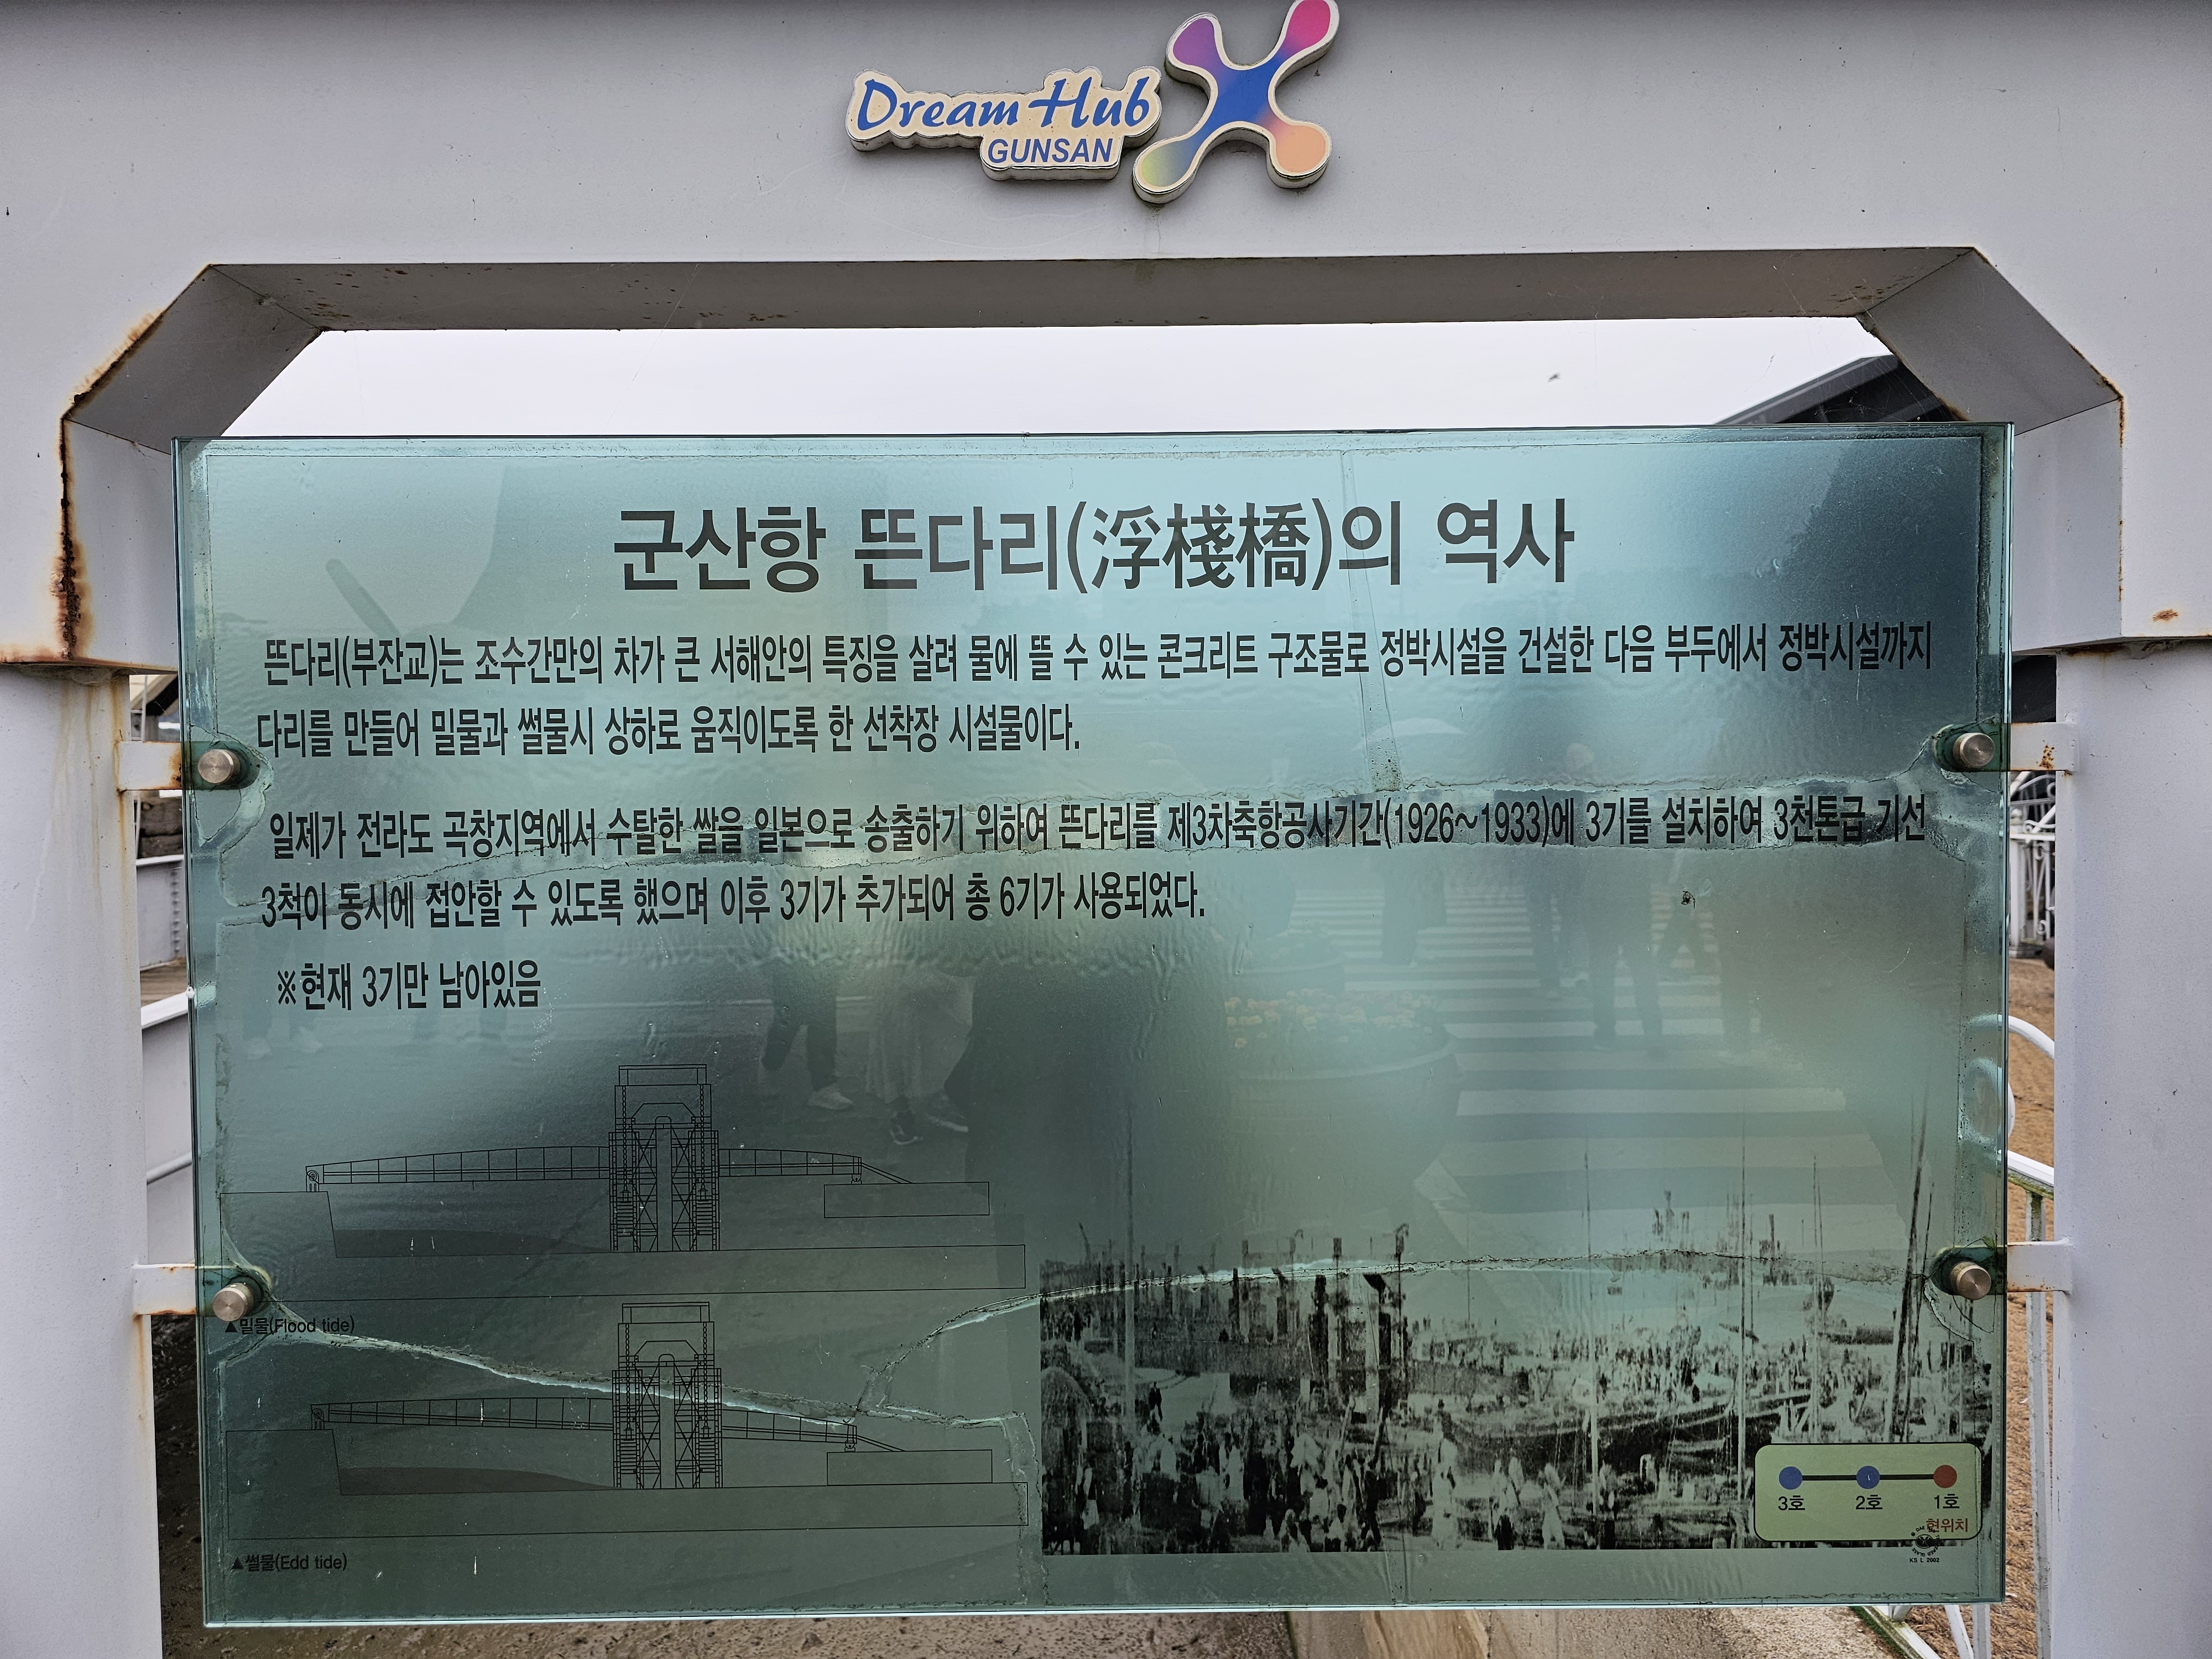 Dream Hub
GUNSAN
군산항 뜬다리(浮棧橋)의 역사
뜬다리(부잔교)는 조수간만의 차가 큰 서해안의 특징을 살려 물에 뜰 수 있는 콘크리트 구조물로 정박시설을 건설한 다음 부두에서 정박시설까지
다리를 만들어 밀물과 썰물시 상하로 움직이도록 한 선착장 시설물이다.
일제가 전라도 곡창지역에서 수탈한 쌀을 일본으로 송출하기 위하여 뜬다리를 제3차축항공사기간(1926~1933)에 3기를 설치하여 3천톤급 기선
3척이 동시에 접안할 수 있도록 했으며 이후 3기가 추가되어 총 6기가 사용되었다.
※현재 3기만 남아있음
▲밀물(Flood tide)
▲썰물(Edd tide)
3호 2호 1호
현위치
KS L 2002